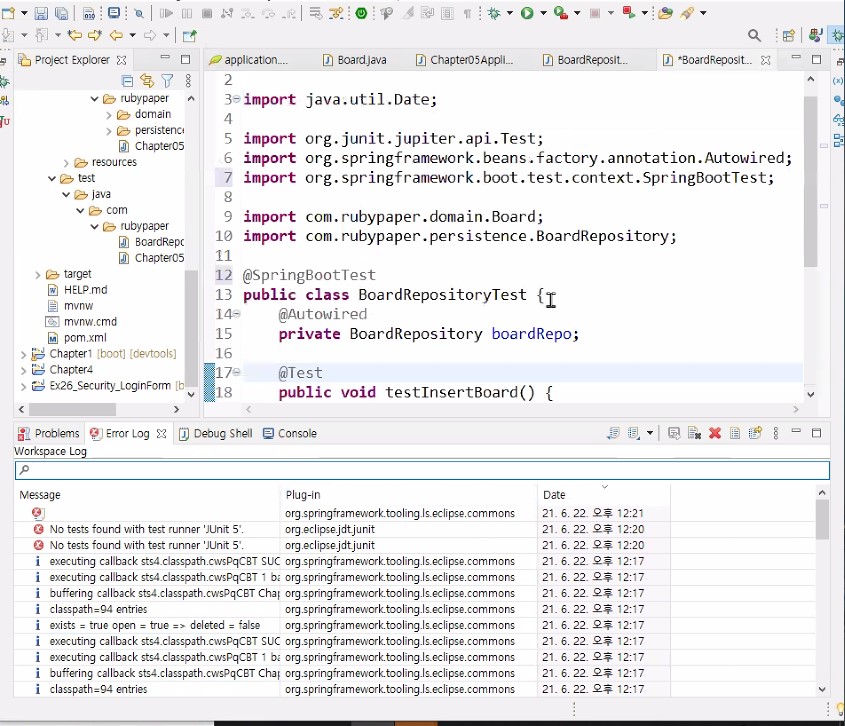 Project Explorer
rubypaper
domain
persistence
Chapter05
resources
test
java
com
rubypaper
BoardRepo
Chapter05
target
HELP.md
mvnw
mvnw.cmd
pom.xml
Chapter1 [boot] [devtools]
Chapter4
Ex26_Security_LoginForm [b
application....
Board.java
Chapter05Appli...
BoardReposit...
*BoardReposit...
2
3 import java.util.Date;
4
5 import org.junit.jupiter.api.Test;
6 import org.springframework.beans.factory.annotation.Autowired;
7 import org.springframework.boot.test.context.SpringBootTest;
8
9 import com.rubypaper.domain.Board;
10 import com.rubypaper.persistence.BoardRepository;
11
12 @SpringBootTest
13 public class BoardRepositoryTest {
14 @Autowired
15 private BoardRepository boardRepo;
16
17 @Test
18 public void testInsertBoard() {
Problems
Error Log
Debug Shell
Console
Workspace Log
Message Plug-in Date
org.springframework.tooling.ls.eclipse.commons 21. 6. 22. 오후 12:21
No tests found with test runner 'JUnit 5'. org.eclipse.jdt.junit 21. 6. 22. 오후 12:20
No tests found with test runner 'JUnit 5'. org.eclipse.jdt.junit 21. 6. 22. 오후 12:20
executing callback sts4.classpath.cwsPqCBT SUC org.springframework.tooling.ls.eclipse.commons 21. 6. 22. 오후 12:17
executing callback sts4.classpath.cwsPqCBT 1 ba org.springframework.tooling.ls.eclipse.commons 21. 6. 22. 오후 12:17
buffering callback sts4.classpath.cwsPqCBT Chap org.springframework.tooling.ls.eclipse.commons 21. 6. 22. 오후 12:17
classpath=94 entries org.springframework.tooling.ls.eclipse.commons 21. 6. 22. 오후 12:17
exists = true open = true => deleted = false org.springframework.tooling.ls.eclipse.commons 21. 6. 22. 오후 12:17
executing callback sts4.classpath.cwsPqCBT SUC org.springframework.tooling.ls.eclipse.commons 21. 6. 22. 오후 12:17
executing callback sts4.classpath.cwsPqCBT 1 ba org.springframework.tooling.ls.eclipse.commons 21. 6. 22. 오후 12:17
buffering callback sts4.classpath.cwsPqCBT Chap org.springframework.tooling.ls.eclipse.commons 21. 6. 22. 오후 12:17
classpath=94 entries org.springframework.tooling.ls.eclipse.commons 21. 6. 22. 오후 12:17